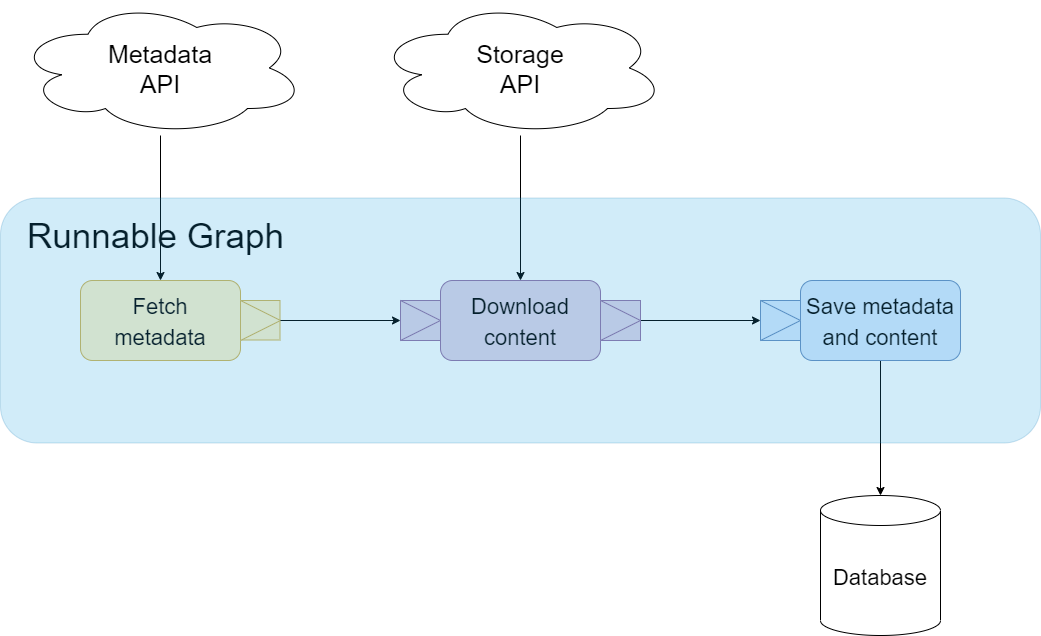 Metadata
API
Storage
API
Runnable Graph
Fetch
metadata
Download
content
Save metadata
and content
Database